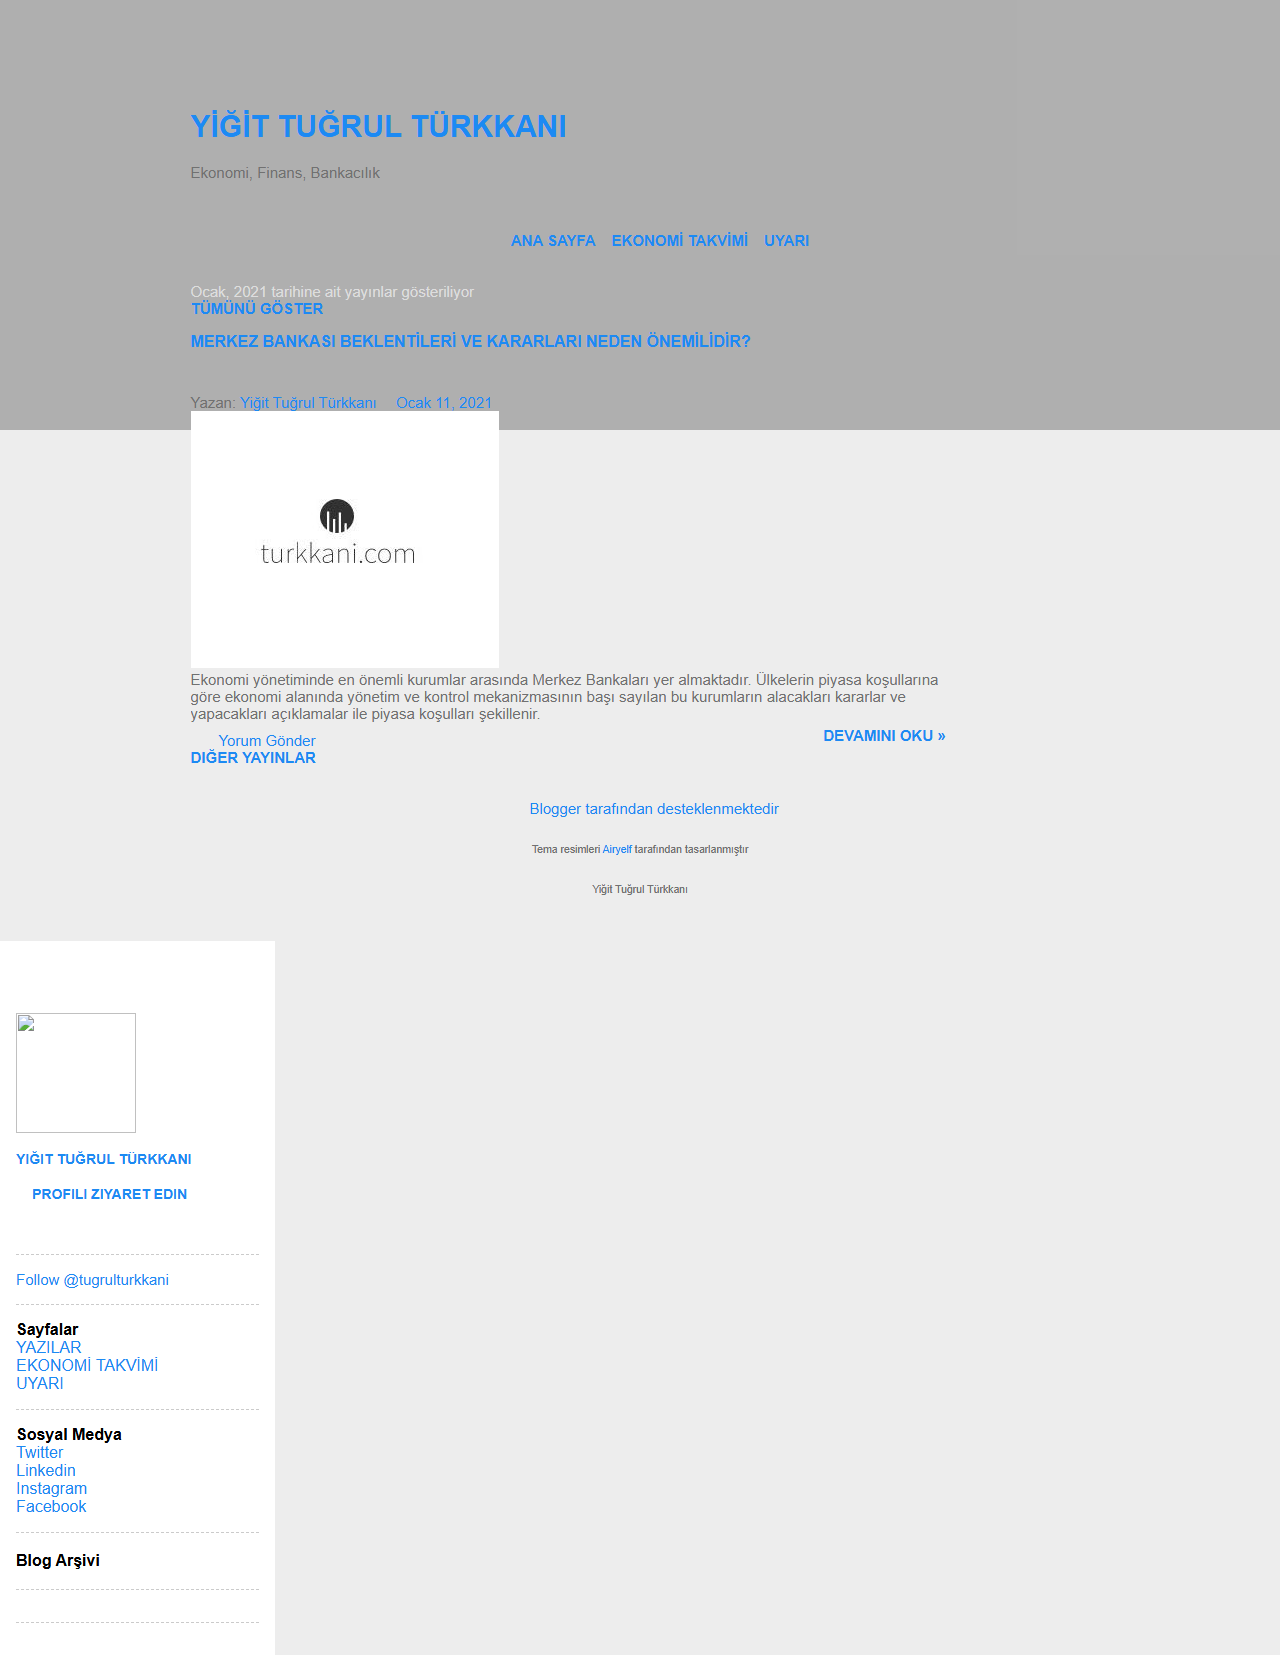 YİĞİT TUĞRUL TÜRKKANI
Ekonomi, Finans, Bankacılık
ANA SAYFA EKONOMİ TAKVİMİ UYARI
Ocak, 2021 tarihine ait yayınlar gösteriliyor
TÜMÜNÜ GÖSTER
MERKEZ BANKASI BEKLENTİLERİ VE KARARLARI NEDEN ÖNEMİLİDİR?
Yazan: Yiğit Tuğrul Türkkanı Ocak 11, 2021
turkkani.com
Ekonomi yönetiminde en önemli kurumlar arasında Merkez Bankaları yer almaktadır. Ülkelerin piyasa koşullarına
göre ekonomi alanında yönetim ve kontrol mekanizmasının başı sayılan bu kurumların alacakları kararlar ve
yapacakları açıklamalar ile piyasa koşulları şekillenir.
Yorum Gönder DEVAMINI OKU »
DIĞER YAYINLAR
Blogger tarafından desteklenmektedir
Tema resimleri Airyelf tarafından tasarlanmıştır
Yiğit Tuğrul Türkkanı
YIĞIT TUĞRUL TÜRKKANI
PROFILI ZIYARET EDIN
Follow @tugrulturkkani
Sayfalar
YAZILAR
EKONOMİ TAKVİMİ
UYARI
Sosyal Medya
Twitter
Linkedin
Instagram
Facebook
Blog Arşivi